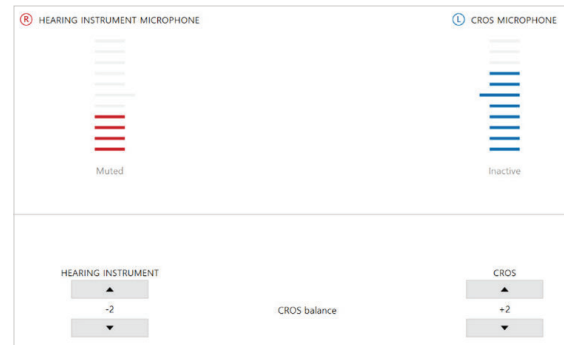 R HEARING INSTRUMENT MICROPHONE
L CROS MICROPHONE
Muted
Inactive
HEARING INSTRUMENT
CROS
-2
CROS balance
+2